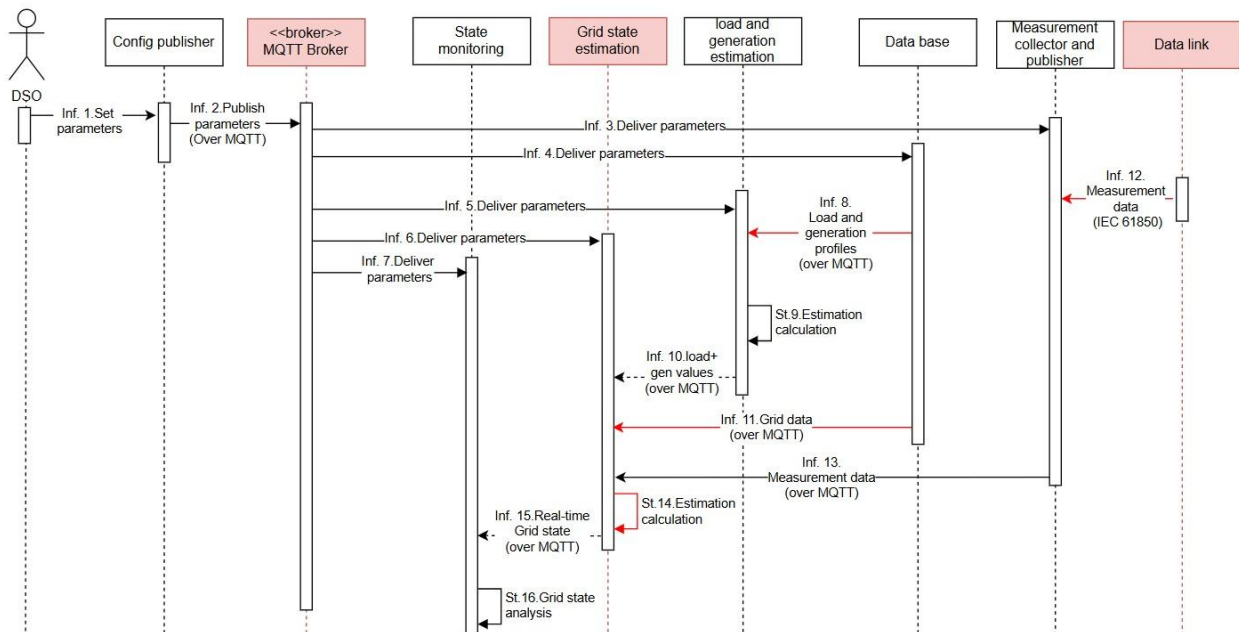 DSO
Config publisher
<<broker>>
MQTT Broker
State
monitoring
Grid state
estimation
load and
generation
estimation
Data base
Measurement
collector and
publisher
Data link
Inf. 1.Set
parameters
Inf. 2.Publish
parameters
(Over MQTT)
Inf. 3.Deliver parameters
Inf. 4.Deliver parameters
Inf. 5.Deliver parameters
Inf. 6.Deliver parameters
Inf. 7.Deliver
parameters
Inf. 8.
Load and
generation
profiles
(over MQTT)
Inf. 12.
Measurement
data
(IEC 61850)
St.9.Estimation
calculation
Inf. 10.load+
gen values
(over MQTT)
Inf. 11.Grid data
(over MQTT)
Inf. 13.
Measurement data
(over MQTT)
St.14.Estimation
calculation
Inf. 15.Real-time
Grid state
(over MQTT)
St.16.Grid state
analysis